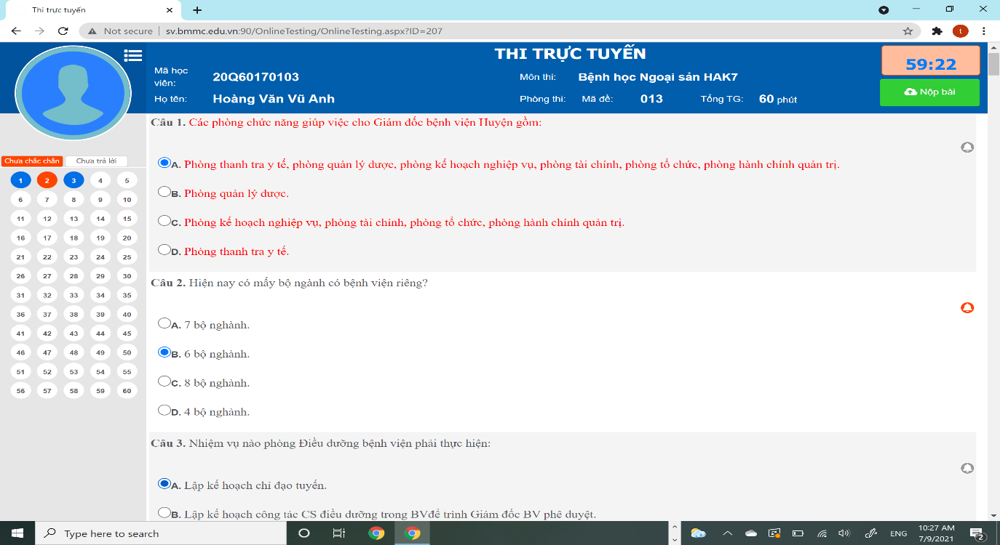 Thi trực tuyến
Not secure
sv.bmmc.edu.vn:90/OnlineTesting/OnlineTesting.aspx?ID=207
t
THI TRỰC TUYẾN
59:22
Mã học viên:
20Q60170103
Môn thi:
Bệnh học Ngoại sản HAK7
Họ tên:
Hoàng Văn Vũ Anh
Phòng thi:
Mã đề:
013
Tổng TG:
60 phút
Nộp bài
Chưa chắc chắn
Chưa trả lời
1 2 3 4 5
6 7 8 9 10
11 12 13 14 15
16 17 18 19 20
21 22 23 24 25
26 27 28 29 30
31 32 33 34 35
36 37 38 39 40
41 42 43 44 45
46 47 48 49 50
51 52 53 54 55
56 57 58 59 60
Câu 1. Các phòng chức năng giúp việc cho Giám đốc bệnh viện Huyện gồm:
A. Phòng thanh tra y tế, phòng quản lý dược, phòng kế hoạch nghiệp vụ, phòng tài chính, phòng tổ chức, phòng hành chính quản trị.
B. Phòng quản lý dược.
C. Phòng kế hoạch nghiệp vụ, phòng tài chính, phòng tổ chức, phòng hành chính quản trị.
D. Phòng thanh tra y tế.
Câu 2. Hiện nay có mấy bộ ngành có bệnh viện riêng?
A. 7 bộ nghành.
B. 6 bộ nghành.
C. 8 bộ nghành.
D. 4 bộ nghành.
Câu 3. Nhiệm vụ nào phòng Điều dưỡng bệnh viện phải thực hiện:
A. Lập kế hoạch chỉ đạo tuyến.
B. Lập kế hoạch công tác CS điều dưỡng trong BVđể trình Giám đốc BV phê duyệt.
Type here to search
ENG
10:27 AM
7/9/2021
2